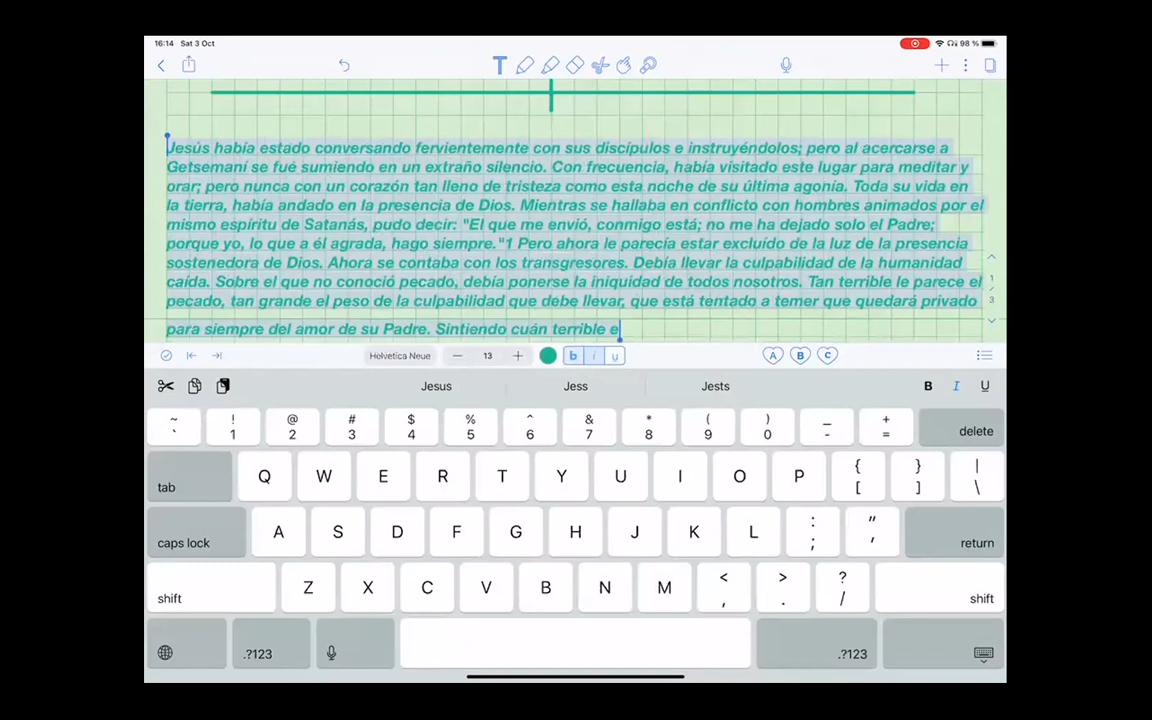 16:14 Sat 3 Oct 98 %
T
Jesús había estado conversando fervientemente con sus discípulos e instruyéndolos; pero al acercarse a
Getsemaní se fué sumiendo en un extraño silencio. Con frecuencia, había visitado este lugar para meditar y
orar; pero nunca con un corazón tan lleno de tristeza como esta noche de su última agonía. Toda su vida en
la tierra, había andado en la presencia de Dios. Mientras se hallaba en conflicto con hombres animados por el
mismo espíritu de Satanás, pudo decir: "El que me envió, conmigo está; no me ha dejado solo el Padre;
porque yo, lo que a él agrada, hago siempre."1 Pero ahora le parecía estar excluído de la luz de la presencia
sostenedora de Dios. Ahora se contaba con los transgresores. Debía llevar la culpabilidad de la humanidad
caída. Sobre el que no conoció pecado, debía ponerse la iniquidad de todos nosotros. Tan terrible le parece el
pecado, tan grande el peso de la culpabilidad que debe llevar, que está tentado a temer que quedará privado
para siempre del amor de su Padre. Sintiendo cuán terrible e
1
3
Helvetica Neue — 13 + b i u A B C
Jesus Jess Jests B I U
~ ! @ # $ % ^ & * ( ) _ +
` 1 2 3 4 5 6 7 8 9 0 - = delete
tab Q W E R T Y U I O P { [ } ] | \
caps lock A S D F G H J K L : ; " ' return
shift Z X C V B N M < , > . ? / shift
.?123 .?123